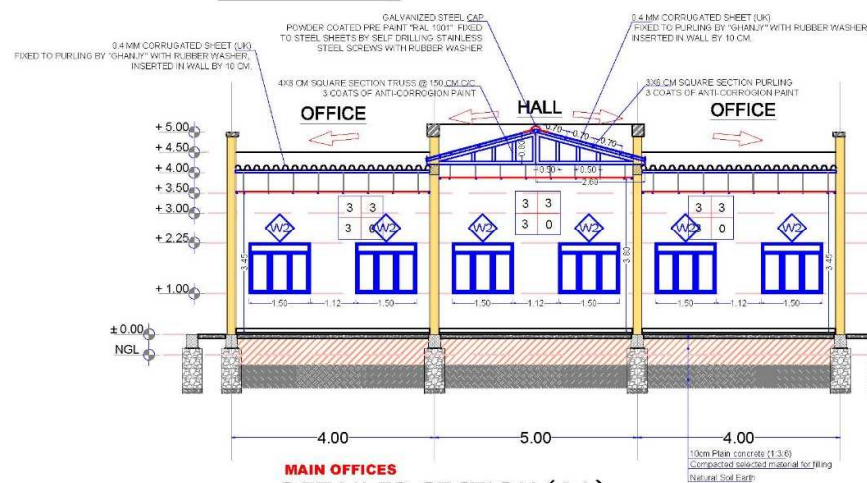 GALVANIZED STEEL CAP
POWDER COATED PRE PAINT "RAL 1001" FIXED
TO STEEL SHEETS BY SELF DRILLING STAINLESS
STEEL SCREWS WITH RUBBER WASHER
0.4 MM CORRUGATED SHEET (UK)
FIXED TO PURLING BY "GHANJY" WITH RUBBER WASHER
INSERTED IN WALL BY 10 CM.
0.4 MM CORRUGATED SHEET (UK)
FIXED TO PURLING BY "GHANJY" WITH RUBBER WASHER,
INSERTED IN WALL BY 10 CM.
4X8 CM SQUARE SECTION TRUSS @ 150 CM C/C
3 COATS OF ANTI-CORROGION PAINT
3X6 CM SQUARE SECTION PURLING
3 COATS OF ANTI-CORROGION PAINT
OFFICE
HALL
OFFICE
+ 5.00
+ 4.50
+ 4.00
+ 3.50
+ 3.00
+ 2.25
+ 1.00
± 0.00
NGL
0.70
0.70
0.70
0.80
0.50
0.50
2.60
3 3
3 0
3 3
3 0
3 3
3 0
W2
W2
W2
W2
W2
W2
3.45
3.60
3.45
1.50
1.12
1.50
1.50
1.12
1.50
1.50
1.12
1.50
4.00
5.00
4.00
10cm Plain concrete (1:3:6)
Compacted selected material for filling
Natural Soil Earth
MAIN OFFICES